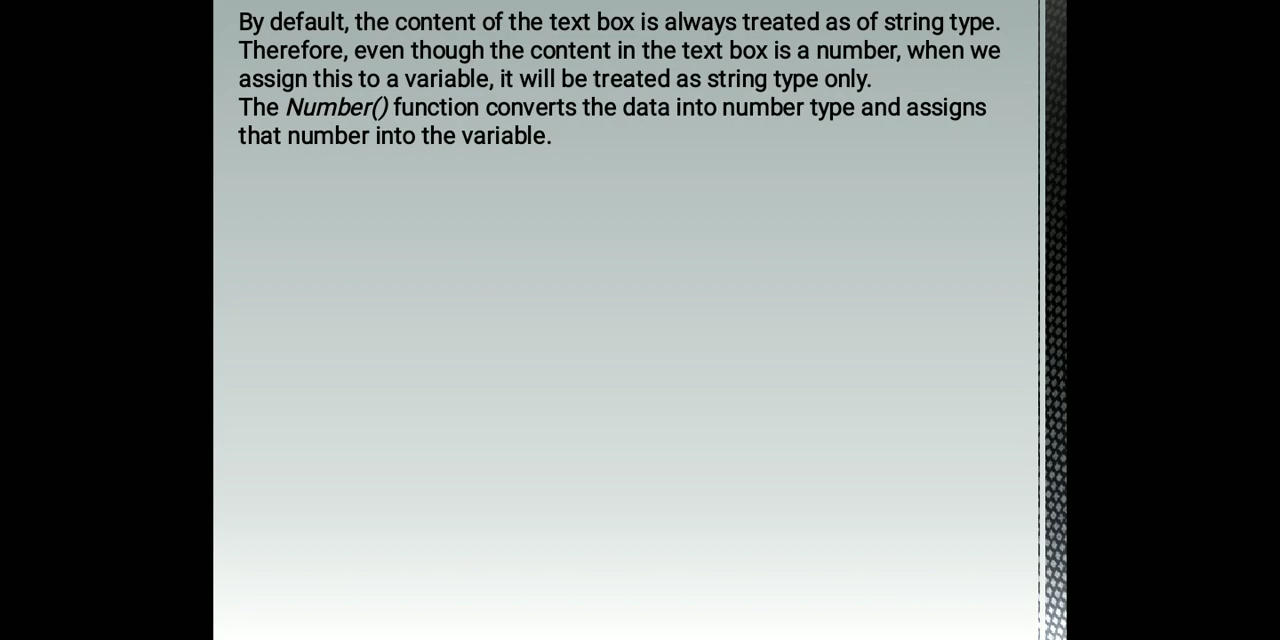 By default, the content of the text box is always treated as of string type.
Therefore, even though the content in the text box is a number, when we
assign this to a variable, it will be treated as string type only.
The Number() function converts the data into number type and assigns
that number into the variable.